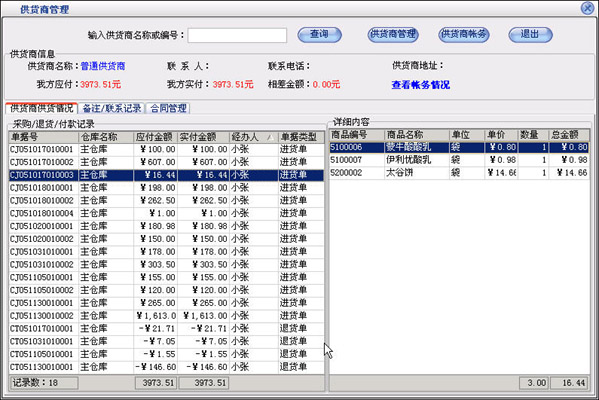 供货商管理
输入供货商名称或编号： 查询 供货商管理 供货商帐务 退出
供货商信息
供货商名称：普通供货商 联 系 人： 联系电话： 供货商地址：
我方应付：3973.51元 我方实付：3973.51元 相差金额：0.00元 查看帐务情况
供货商供货情况 备注/联系记录 合同管理
采购/退货/付款记录
单据号 仓库名称 应付金额 实付金额 经办人 单据类型
CJ051017010001 主仓库 ¥100.00 ¥100.00 小张 进货单
CJ051017010002 主仓库 ¥607.00 ¥607.00 小张 进货单
CJ051017010003 主仓库 ¥16.44 ¥16.44 小张 进货单
CJ051018010001 主仓库 ¥198.00 ¥198.00 小张 进货单
CJ051018010002 主仓库 ¥262.50 ¥262.50 小张 进货单
CJ051018010004 主仓库 ¥1.00 ¥1.00 小张 进货单
CJ051020010001 主仓库 ¥180.98 ¥180.98 小张 进货单
CJ051020010002 主仓库 ¥150.00 ¥150.00 小张 进货单
CJ051031010001 主仓库 ¥178.00 ¥178.00 小张 进货单
CJ051031010002 主仓库 ¥303.50 ¥303.50 小张 进货单
CJ051105010001 主仓库 ¥155.00 ¥155.00 小张 进货单
CJ051105010002 主仓库 ¥120.00 ¥120.00 小张 进货单
CJ051130010001 主仓库 ¥265.00 ¥265.00 小张 进货单
CJ051130010002 主仓库 ¥1,613.0 ¥1,613.00 小张 进货单
CT051017010001 主仓库 -¥21.71 -¥21.71 小张 退货单
CT051031010001 主仓库 -¥7.05 -¥7.05 小张 退货单
CT051105010001 主仓库 -¥1.55 -¥1.55 小张 退货单
CT051130010001 主仓库 -¥146.60 -¥146.60 小张 退货单
记录数：18 3973.51 3973.51
详细内容
商品编号 商品名称 单位 单价 数量 总金额
5100006 蒙牛酸酸乳 袋 ¥0.80 1 ¥0.80
5100007 伊利优酸乳 袋 ¥0.98 1 ¥0.98
5200002 太谷饼 袋 ¥14.66 1 ¥14.66
3.00 16.44